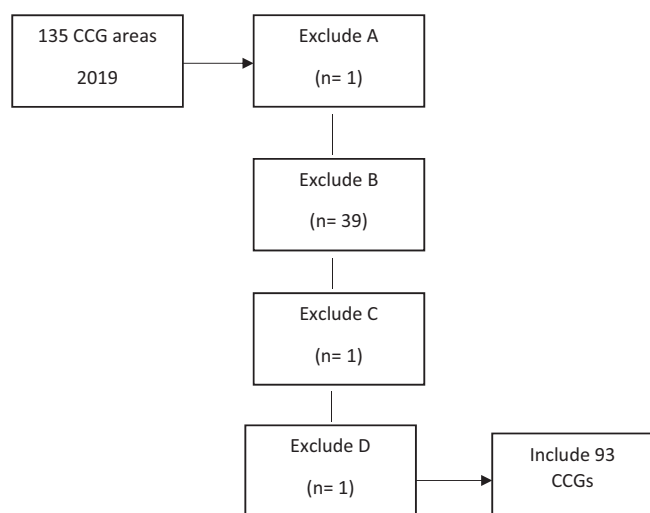 135 CCG areas
2019
Exclude A
(n= 1)
Exclude B
(n= 39)
Exclude C
(n= 1)
Exclude D
(n= 1)
Include 93
CCGs